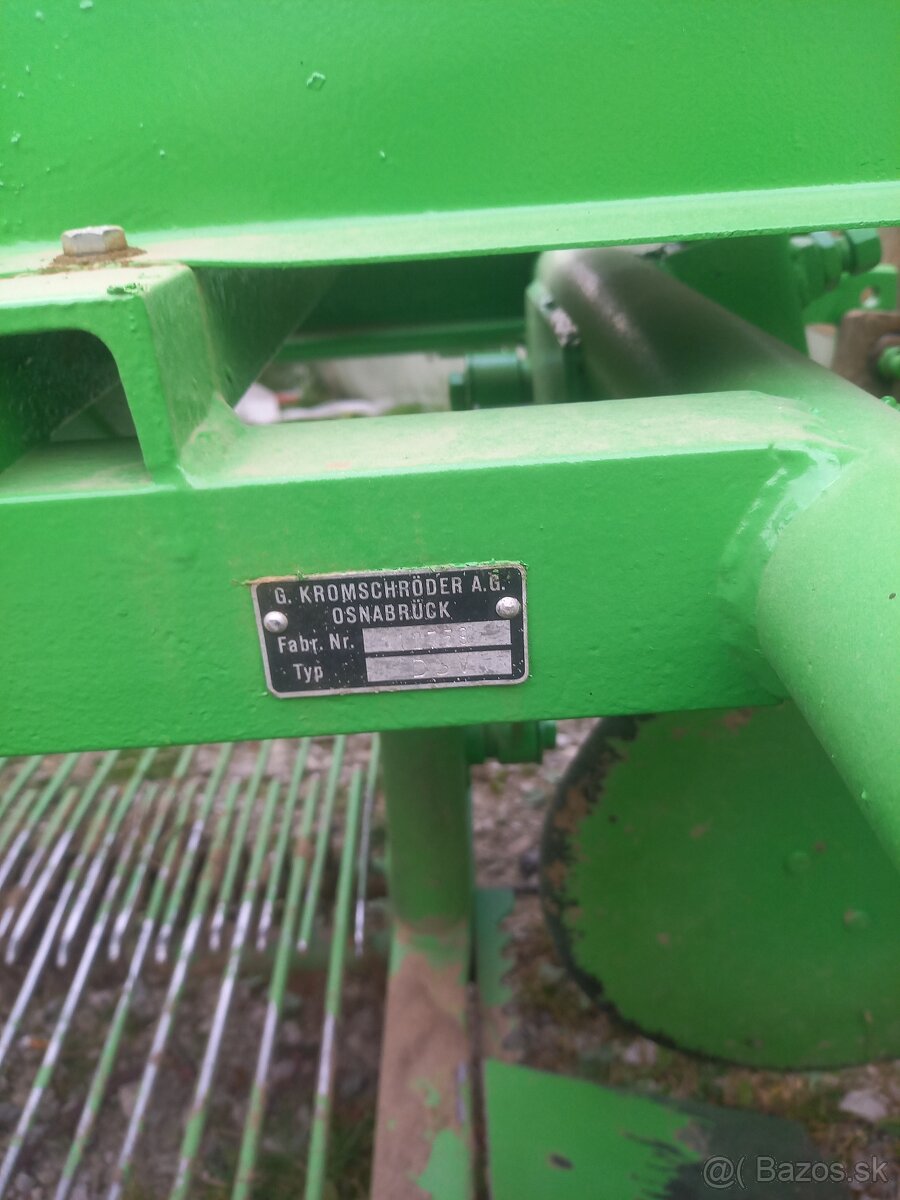 G. KROMSCHRÖDER A.G.
OSNABRÜCK
Fabr. Nr.
Typ
@( Bazos.sk